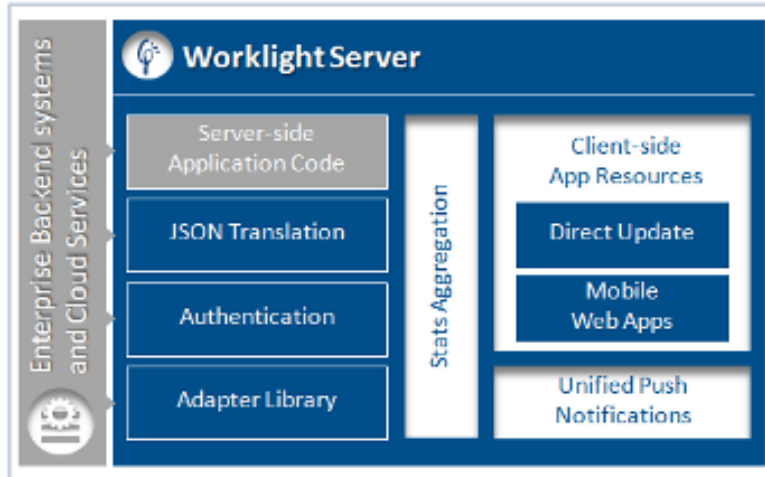 Enterprise Backend systems
and Cloud Services
Worklight Server
Server-side
Application Code
JSON Translation
Authentication
Adapter Library
Stats Aggregation
Client-side
App Resources
Direct Update
Mobile
Web Apps
Unified Push
Notifications